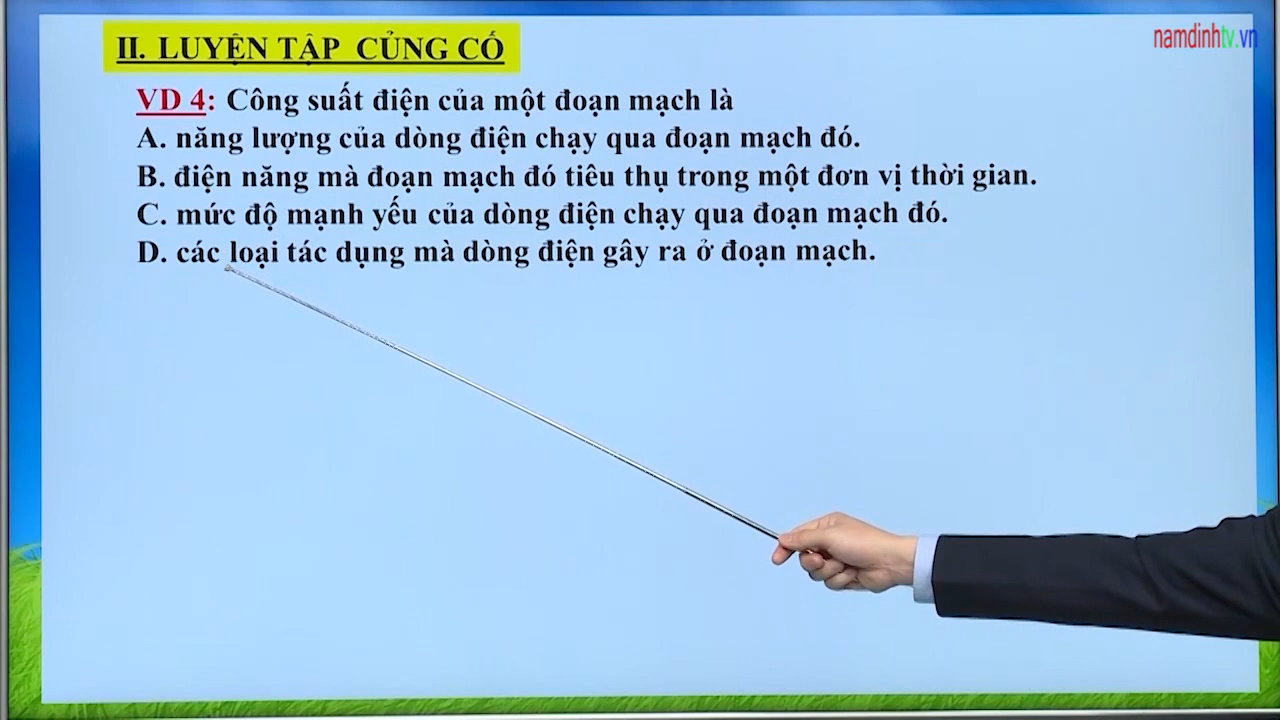 namdinhtv.vn
II. LUYỆN TẬP CỦNG CỐ
VD 4: Công suất điện của một đoạn mạch là
A. năng lượng của dòng điện chạy qua đoạn mạch đó.
B. điện năng mà đoạn mạch đó tiêu thụ trong một đơn vị thời gian.
C. mức độ mạnh yếu của dòng điện chạy qua đoạn mạch đó.
D. các loại tác dụng mà dòng điện gây ra ở đoạn mạch.